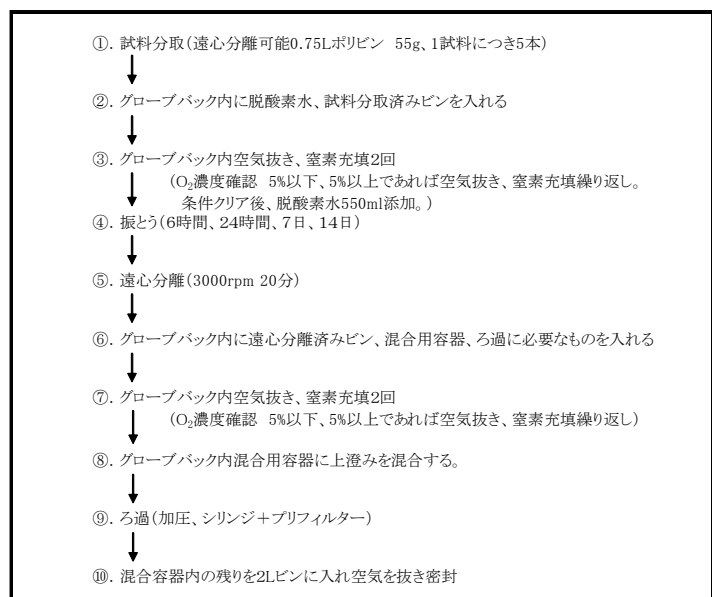 ①. 試料分取(遠心分離可能0.75Lポリビン 55g、1試料につき5本)
②. グローブバック内に脱酸素水、試料分取済みビンを入れる
③. グローブバック内空気抜き、窒素充填2回
(O₂濃度確認 5%以下、5%以上であれば空気抜き、窒素充填繰り返し。
条件クリア後、脱酸素水550ml添加。)
④. 振とう(6時間、24時間、7日、14日)
⑤. 遠心分離(3000rpm 20分)
⑥. グローブバック内に遠心分離済みビン、混合用容器、ろ過に必要なものを入れる
⑦. グローブバック内空気抜き、窒素充填2回
(O₂濃度確認 5%以下、5%以上であれば空気抜き、窒素充填繰り返し)
⑧. グローブバック内混合用容器に上澄みを混合する。
⑨. ろ過(加圧、シリンジ+プリフィルター)
⑩. 混合容器内の残りを2Lビンに入れ空気を抜き密封